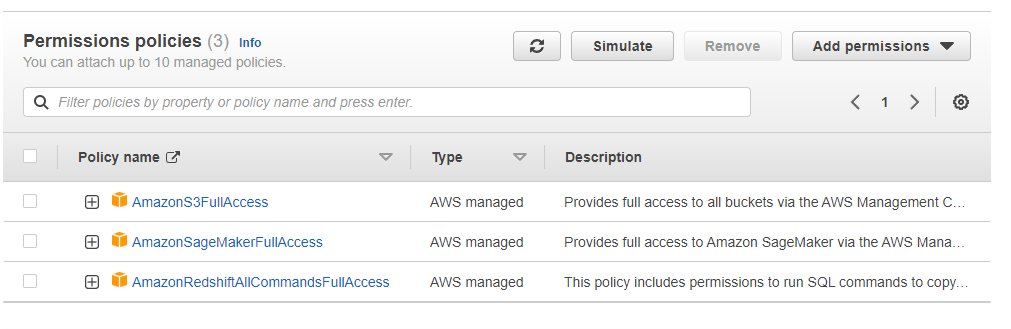 Permissions policies (3) Info
You can attach up to 10 managed policies.
Simulate
Remove
Add permissions
Filter policies by property or policy name and press enter.
1
Policy name Type Description
AmazonS3FullAccess AWS managed Provides full access to all buckets via the AWS Management C...
AmazonSageMakerFullAccess AWS managed Provides full access to Amazon SageMaker via the AWS Mana...
AmazonRedshiftAllCommandsFullAccess AWS managed This policy includes permissions to run SQL commands to copy...